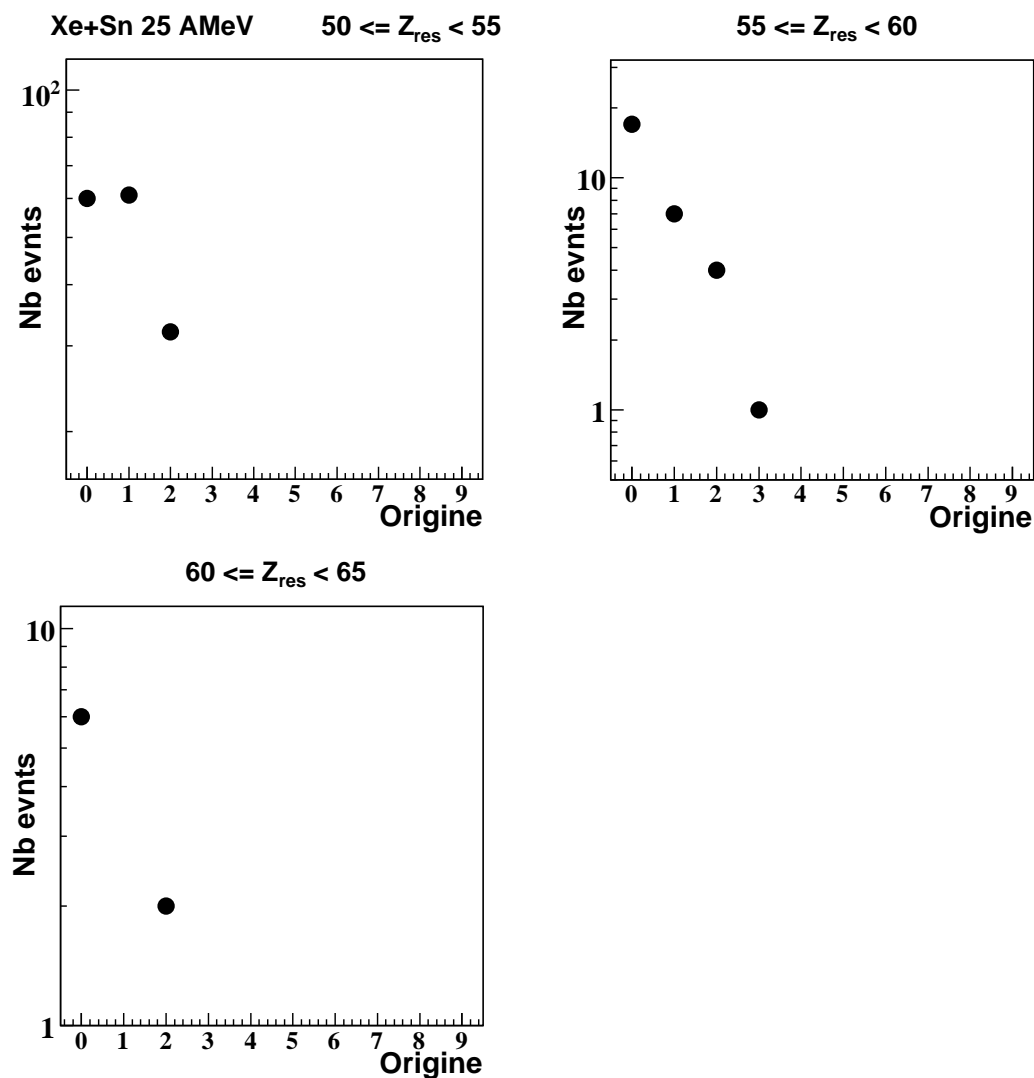 Xe+Sn 25 AMeV 50 <= Z_res < 55
10^2
Nb evnts
0 1 2 3 4 5 6 7 8 9
Origine
55 <= Z_res < 60
10
1
Nb evnts
0 1 2 3 4 5 6 7 8 9
Origine
60 <= Z_res < 65
10
1
Nb evnts
0 1 2 3 4 5 6 7 8 9
Origine